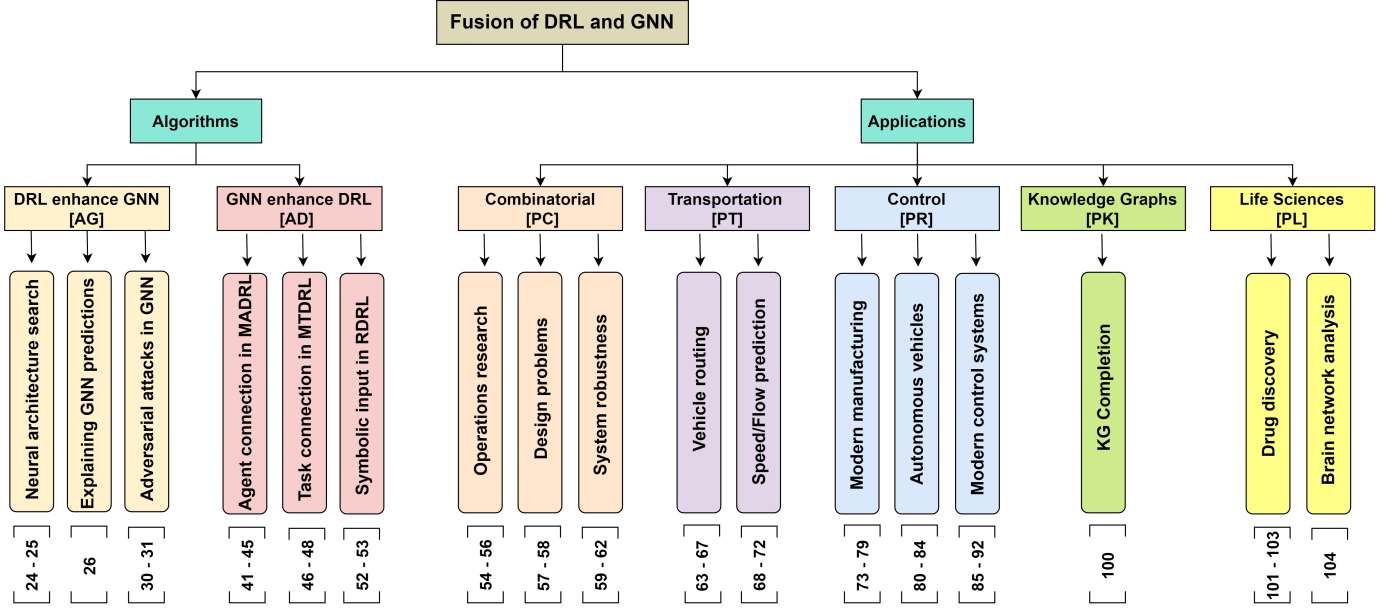 Fusion of DRL and GNN
Algorithms
Applications
DRL enhance GNN
[AG]
GNN enhance DRL
[AD]
Combinatorial
[PC]
Transportation
[PT]
Control
[PR]
Knowledge Graphs
[PK]
Life Sciences
[PL]
Neural architecture search
Explaining GNN predictions
Adversarial attacks in GNN
Agent connection in MADRL
Task connection in MTDRL
Symbolic input in RDRL
Operations research
Design problems
System robustness
Vehicle routing
Speed/Flow prediction
Modern manufacturing
Autonomous vehicles
Modern control systems
KG Completion
Drug discovery
Brain network analysis
24 - 25
26
30 - 31
41 - 45
46 - 48
52 - 53
54 - 56
57 - 58
59 - 62
63 - 67
68 - 72
73 - 79
80 - 84
85 - 92
100
101 - 103
104